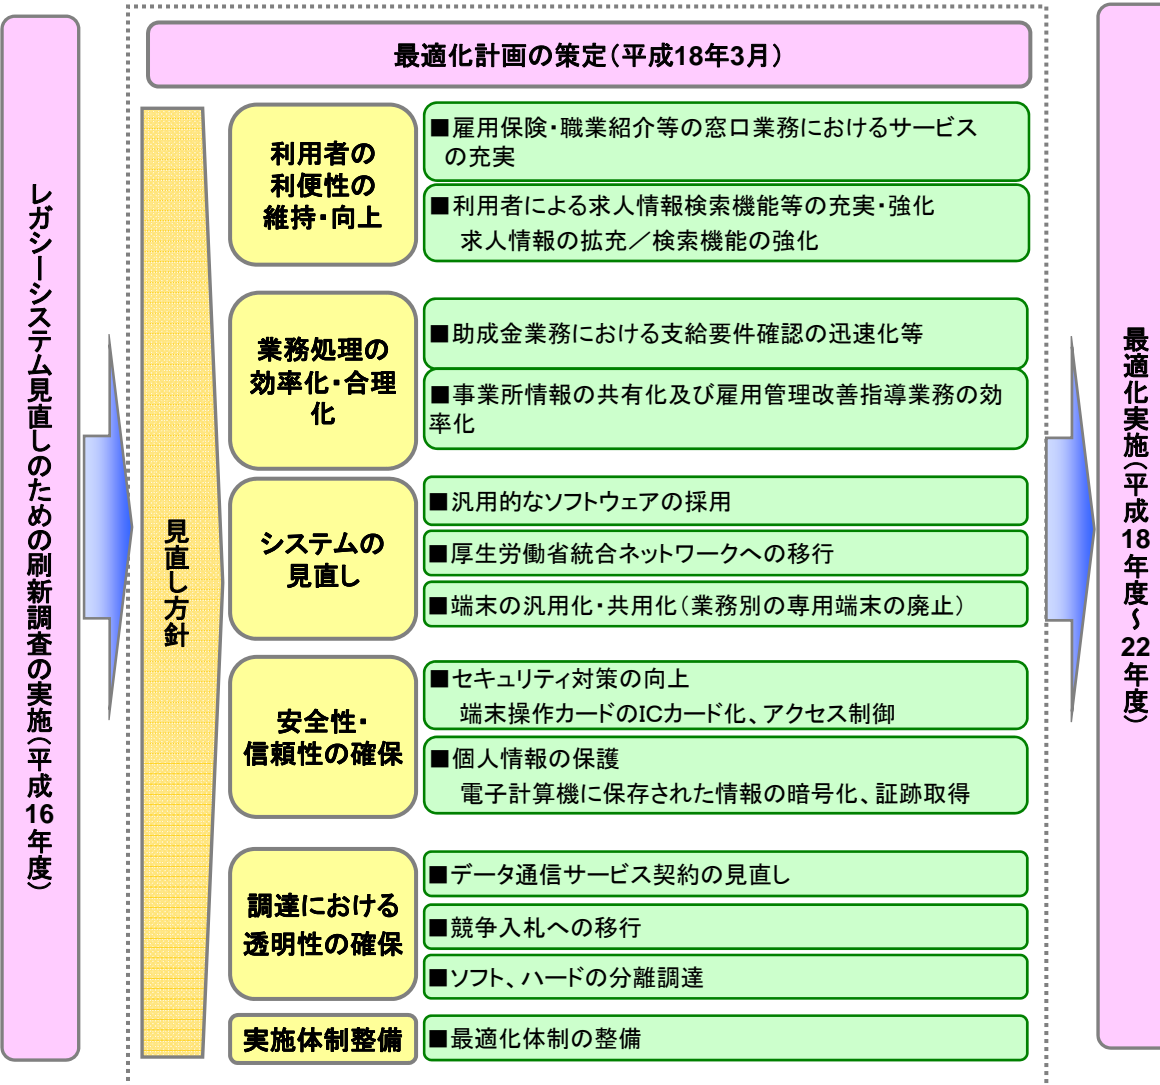 レガシーシステム見直しのための刷新調査の実施(平成16年度)
最適化計画の策定(平成18年3月)
見直し方針
利用者の
利便性の
維持・向上
■雇用保険・職業紹介等の窓口業務におけるサービス
の充実
■利用者による求人情報検索機能等の充実・強化
求人情報の拡充/検索機能の強化
業務処理の
効率化・合理
化
■助成金業務における支給要件確認の迅速化等
■事業所情報の共有化及び雇用管理改善指導業務の効
率化
システムの
見直し
■汎用的なソフトウェアの採用
■厚生労働省統合ネットワークへの移行
■端末の汎用化・共用化(業務別の専用端末の廃止)
安全性・
信頼性の確保
■セキュリティ対策の向上
端末操作カードのICカード化、アクセス制御
■個人情報の保護
電子計算機に保存された情報の暗号化、証跡取得
調達における
透明性の確保
■データ通信サービス契約の見直し
■競争入札への移行
■ソフト、ハードの分離調達
実施体制整備
■最適化体制の整備
最適化実施(平成18年度~22年度)